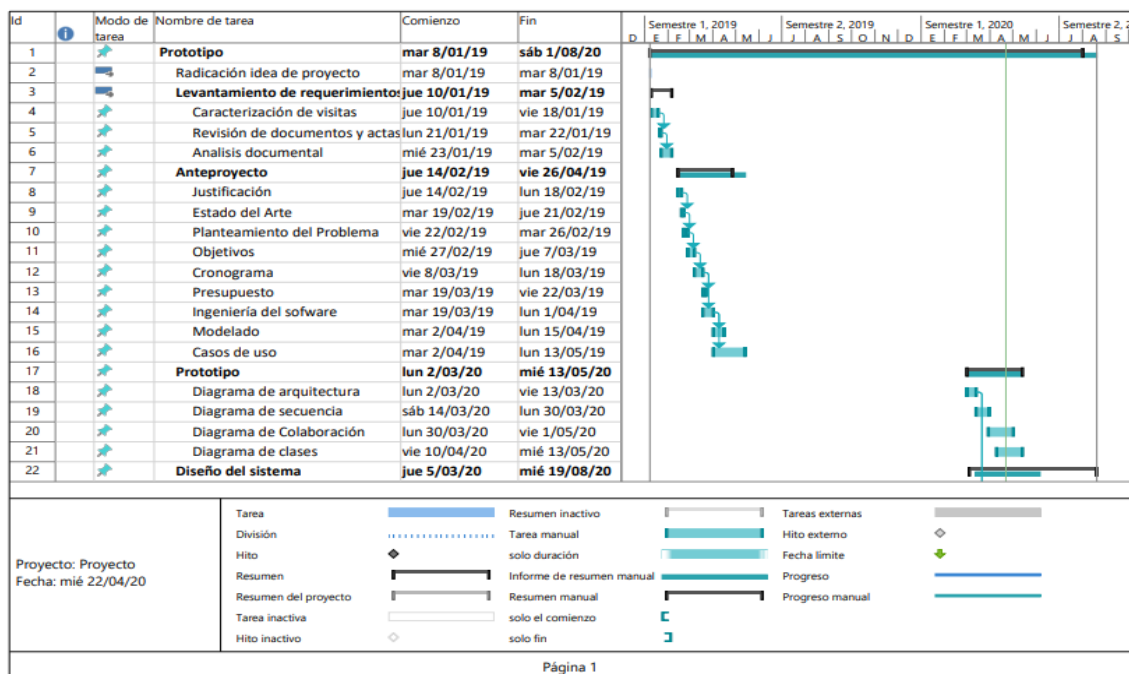 Id Modo de tarea Nombre de tarea Comienzo Fin
Semestre 1, 2019 Semestre 2, 2019 Semestre 1, 2020 Semestre 2, 2
D E F M A M J J A S O N D E F M A M J J A S
1 Prototipo mar 8/01/19 sáb 1/08/20
2 Radicación idea de proyecto mar 8/01/19 mar 8/01/19
3 Levantamiento de requerimientos jue 10/01/19 mar 5/02/19
4 Caracterización de visitas jue 10/01/19 vie 18/01/19
5 Revisión de documentos y actas lun 21/01/19 mar 22/01/19
6 Analisis documental mié 23/01/19 mar 5/02/19
7 Anteproyecto jue 14/02/19 vie 26/04/19
8 Justificación jue 14/02/19 lun 18/02/19
9 Estado del Arte mar 19/02/19 jue 21/02/19
10 Planteamiento del Problema vie 22/02/19 mar 26/02/19
11 Objetivos mié 27/02/19 jue 7/03/19
12 Cronograma vie 8/03/19 lun 18/03/19
13 Presupuesto mar 19/03/19 vie 22/03/19
14 Ingeniería del sofware mar 19/03/19 lun 1/04/19
15 Modelado mar 2/04/19 lun 15/04/19
16 Casos de uso mar 2/04/19 lun 13/05/19
17 Prototipo lun 2/03/20 mié 13/05/20
18 Diagrama de arquitectura lun 2/03/20 vie 13/03/20
19 Diagrama de secuencia sáb 14/03/20 lun 30/03/20
20 Diagrama de Colaboración lun 30/03/20 vie 1/05/20
21 Diagrama de clases vie 10/04/20 mié 13/05/20
22 Diseño del sistema jue 5/03/20 mié 19/08/20
Proyecto: Proyecto
Fecha: mié 22/04/20
Tarea Resumen inactivo Tareas externas
División Tarea manual Hito externo
Hito solo duración Fecha límite
Resumen Informe de resumen manual Progreso
Resumen del proyecto Resumen manual Progreso manual
Tarea inactiva solo el comienzo
Hito inactivo solo fin
Página 1